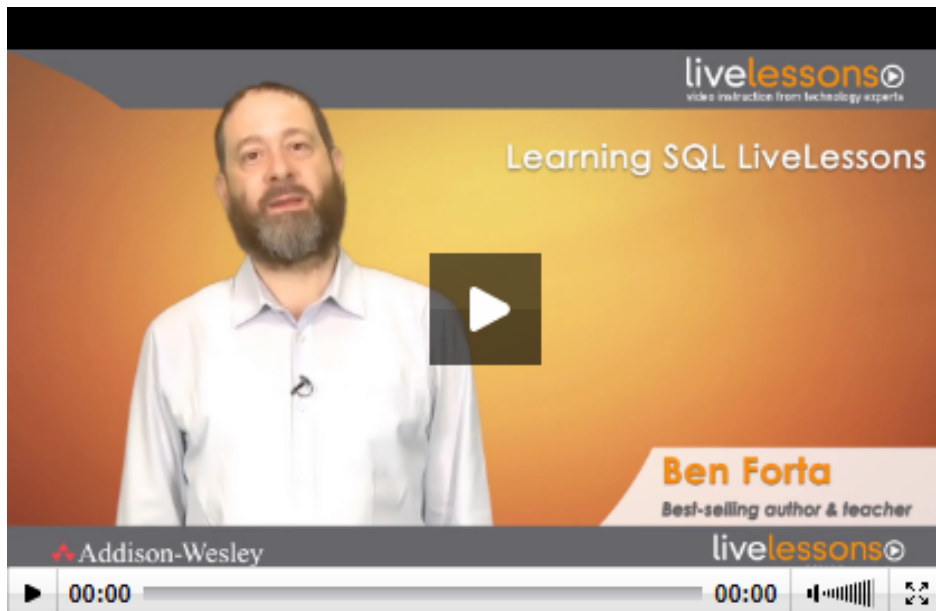 livelessons
video instruction from technology experts
Learning SQL LiveLessons
Ben Forta
Best-selling author & teacher
Addison-Wesley
livelessons
00:00
00:00